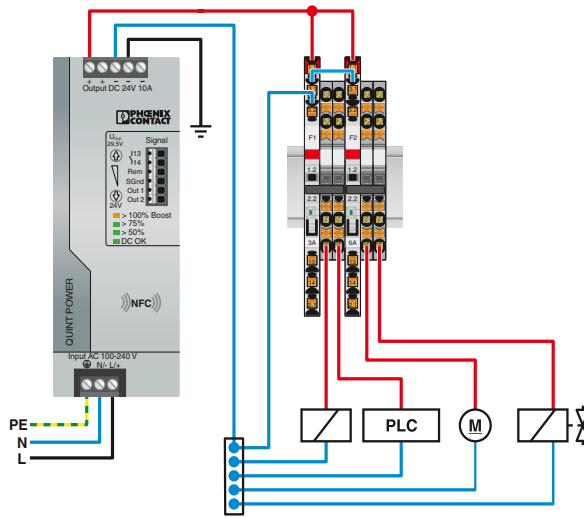 + + − − −
Output DC 24V 10A
PHŒNIX
CONTACT
UOut
29,5V
Signal
13
14
Rem
SGnd
Out 1
Out 2
24V
> 100% Boost
> 75%
> 50%
DC OK
NFC
QUINT POWER
Input AC 100-240 V
N/- L/+
PE
N
L
F1
F2
1.2
1.2
2.2
2.2
3A
6A
PLC
M